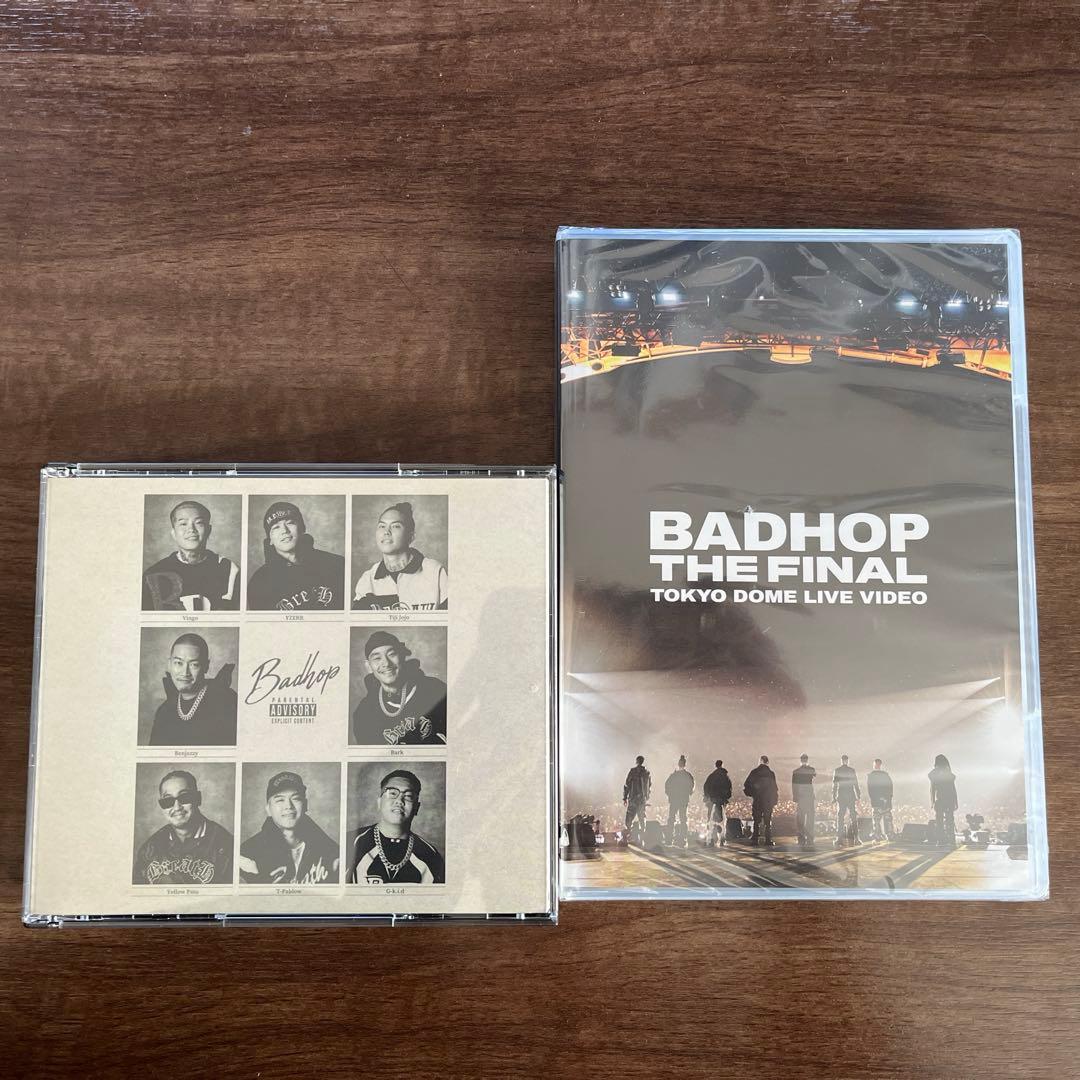 Vingo
YZERR
Tiji Jojo
Benjazzy
Badhop
PARENTAL
ADVISORY
EXPLICIT CONTENT
Bark
Yellow Pato
T-Pablow
G-k.i.d
BADHOP
THE FINAL
TOKYO DOME LIVE VIDEO